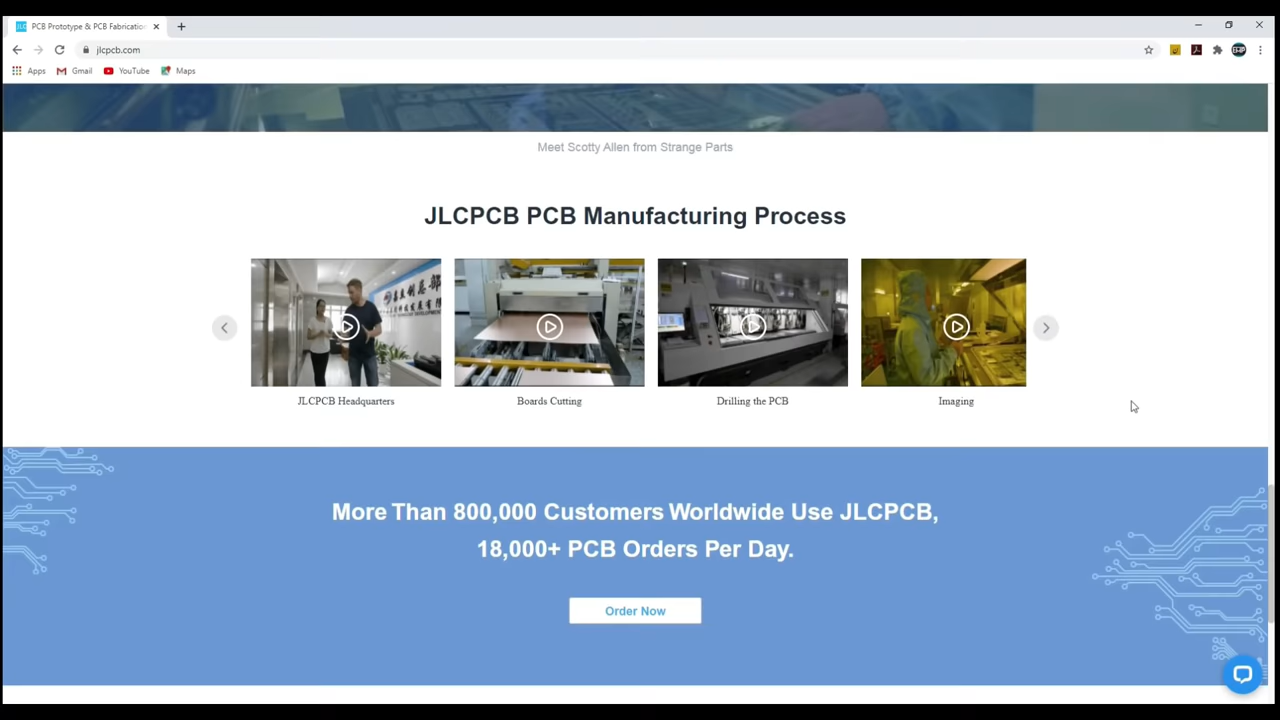 JLC PCB Prototype & PCB Fabricatio
jlcpcb.com
Apps Gmail YouTube Maps
Meet Scotty Allen from Strange Parts
JLCPCB PCB Manufacturing Process
JLCPCB Headquarters
Boards Cutting
Drilling the PCB
Imaging
More Than 800,000 Customers Worldwide Use JLCPCB,
18,000+ PCB Orders Per Day.
Order Now